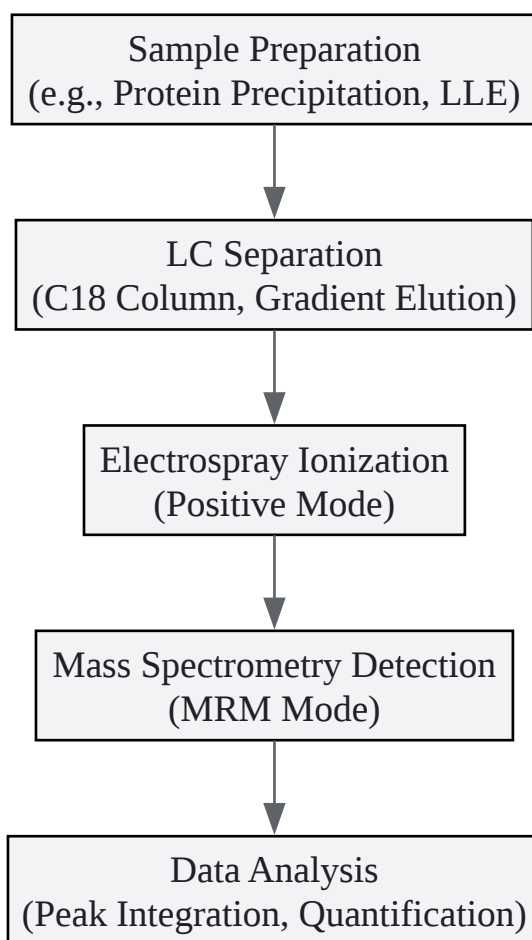 Sample Preparation
(e.g., Protein Precipitation, LLE)
LC Separation
(C18 Column, Gradient Elution)
Electrospray Ionization
(Positive Mode)
Mass Spectrometry Detection
(MRM Mode)
Data Analysis
(Peak Integration, Quantification)